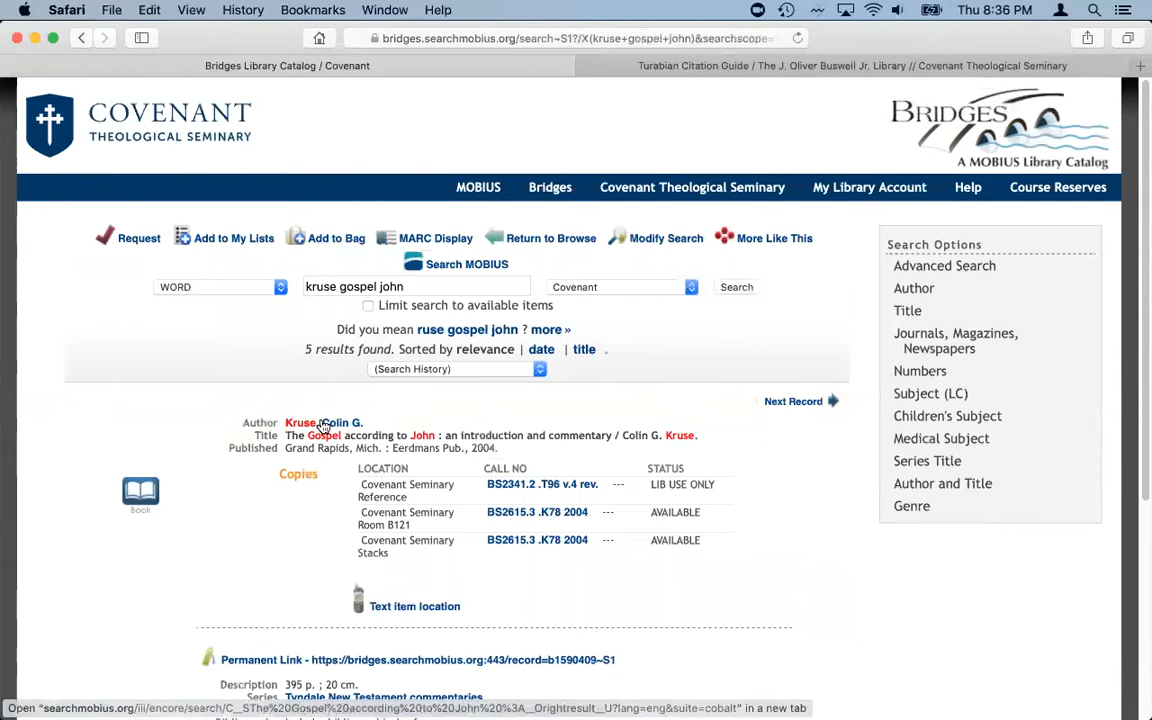 Safari File Edit View History Bookmarks Window Help Thu 8:36 PM
bridges.searchmobius.org/search~S1?/X(kruse+gospel+john)&searchscope=
Bridges Library Catalog / Covenant Turabian Citation Guide / The J. Oliver Buswell Jr. Library // Covenant Theological Seminary
COVENANT
THEOLOGICAL SEMINARY
BRIDGES
A MOBIUS Library Catalog
MOBIUS Bridges Covenant Theological Seminary My Library Account Help Course Reserves
Request Add to My Lists Add to Bag MARC Display Return to Browse Modify Search More Like This
Search MOBIUS
WORD kruse gospel john Covenant Search
Limit search to available items
Did you mean ruse gospel john ? more »
5 results found. Sorted by relevance | date | title .
(Search History)
Next Record
Author Kruse, Colin G.
Title The Gospel according to John : an introduction and commentary / Colin G. Kruse.
Published Grand Rapids, Mich. : Eerdmans Pub., 2004.
Copies
LOCATION CALL NO STATUS
Covenant Seminary Reference BS2341.2 .T96 v.4 rev. --- LIB USE ONLY
Covenant Seminary Room B121 BS2615.3 .K78 2004 --- AVAILABLE
Covenant Seminary Stacks BS2615.3 .K78 2004 --- AVAILABLE
Book
Text item location
Permanent Link - https://bridges.searchmobius.org:443/record=b1590409~S1
Description 395 p. ; 20 cm.
Series Tyndale New Testament commentaries
Search Options
Advanced Search
Author
Title
Journals, Magazines,
Newspapers
Numbers
Subject (LC)
Children's Subject
Medical Subject
Series Title
Author and Title
Genre
Open “searchmobius.org/iii/encore/search/C__SThe%20Gospel%20according%20to%20John%20%3A__Orightresult__U?lang=eng&suite=cobalt” in a new tab